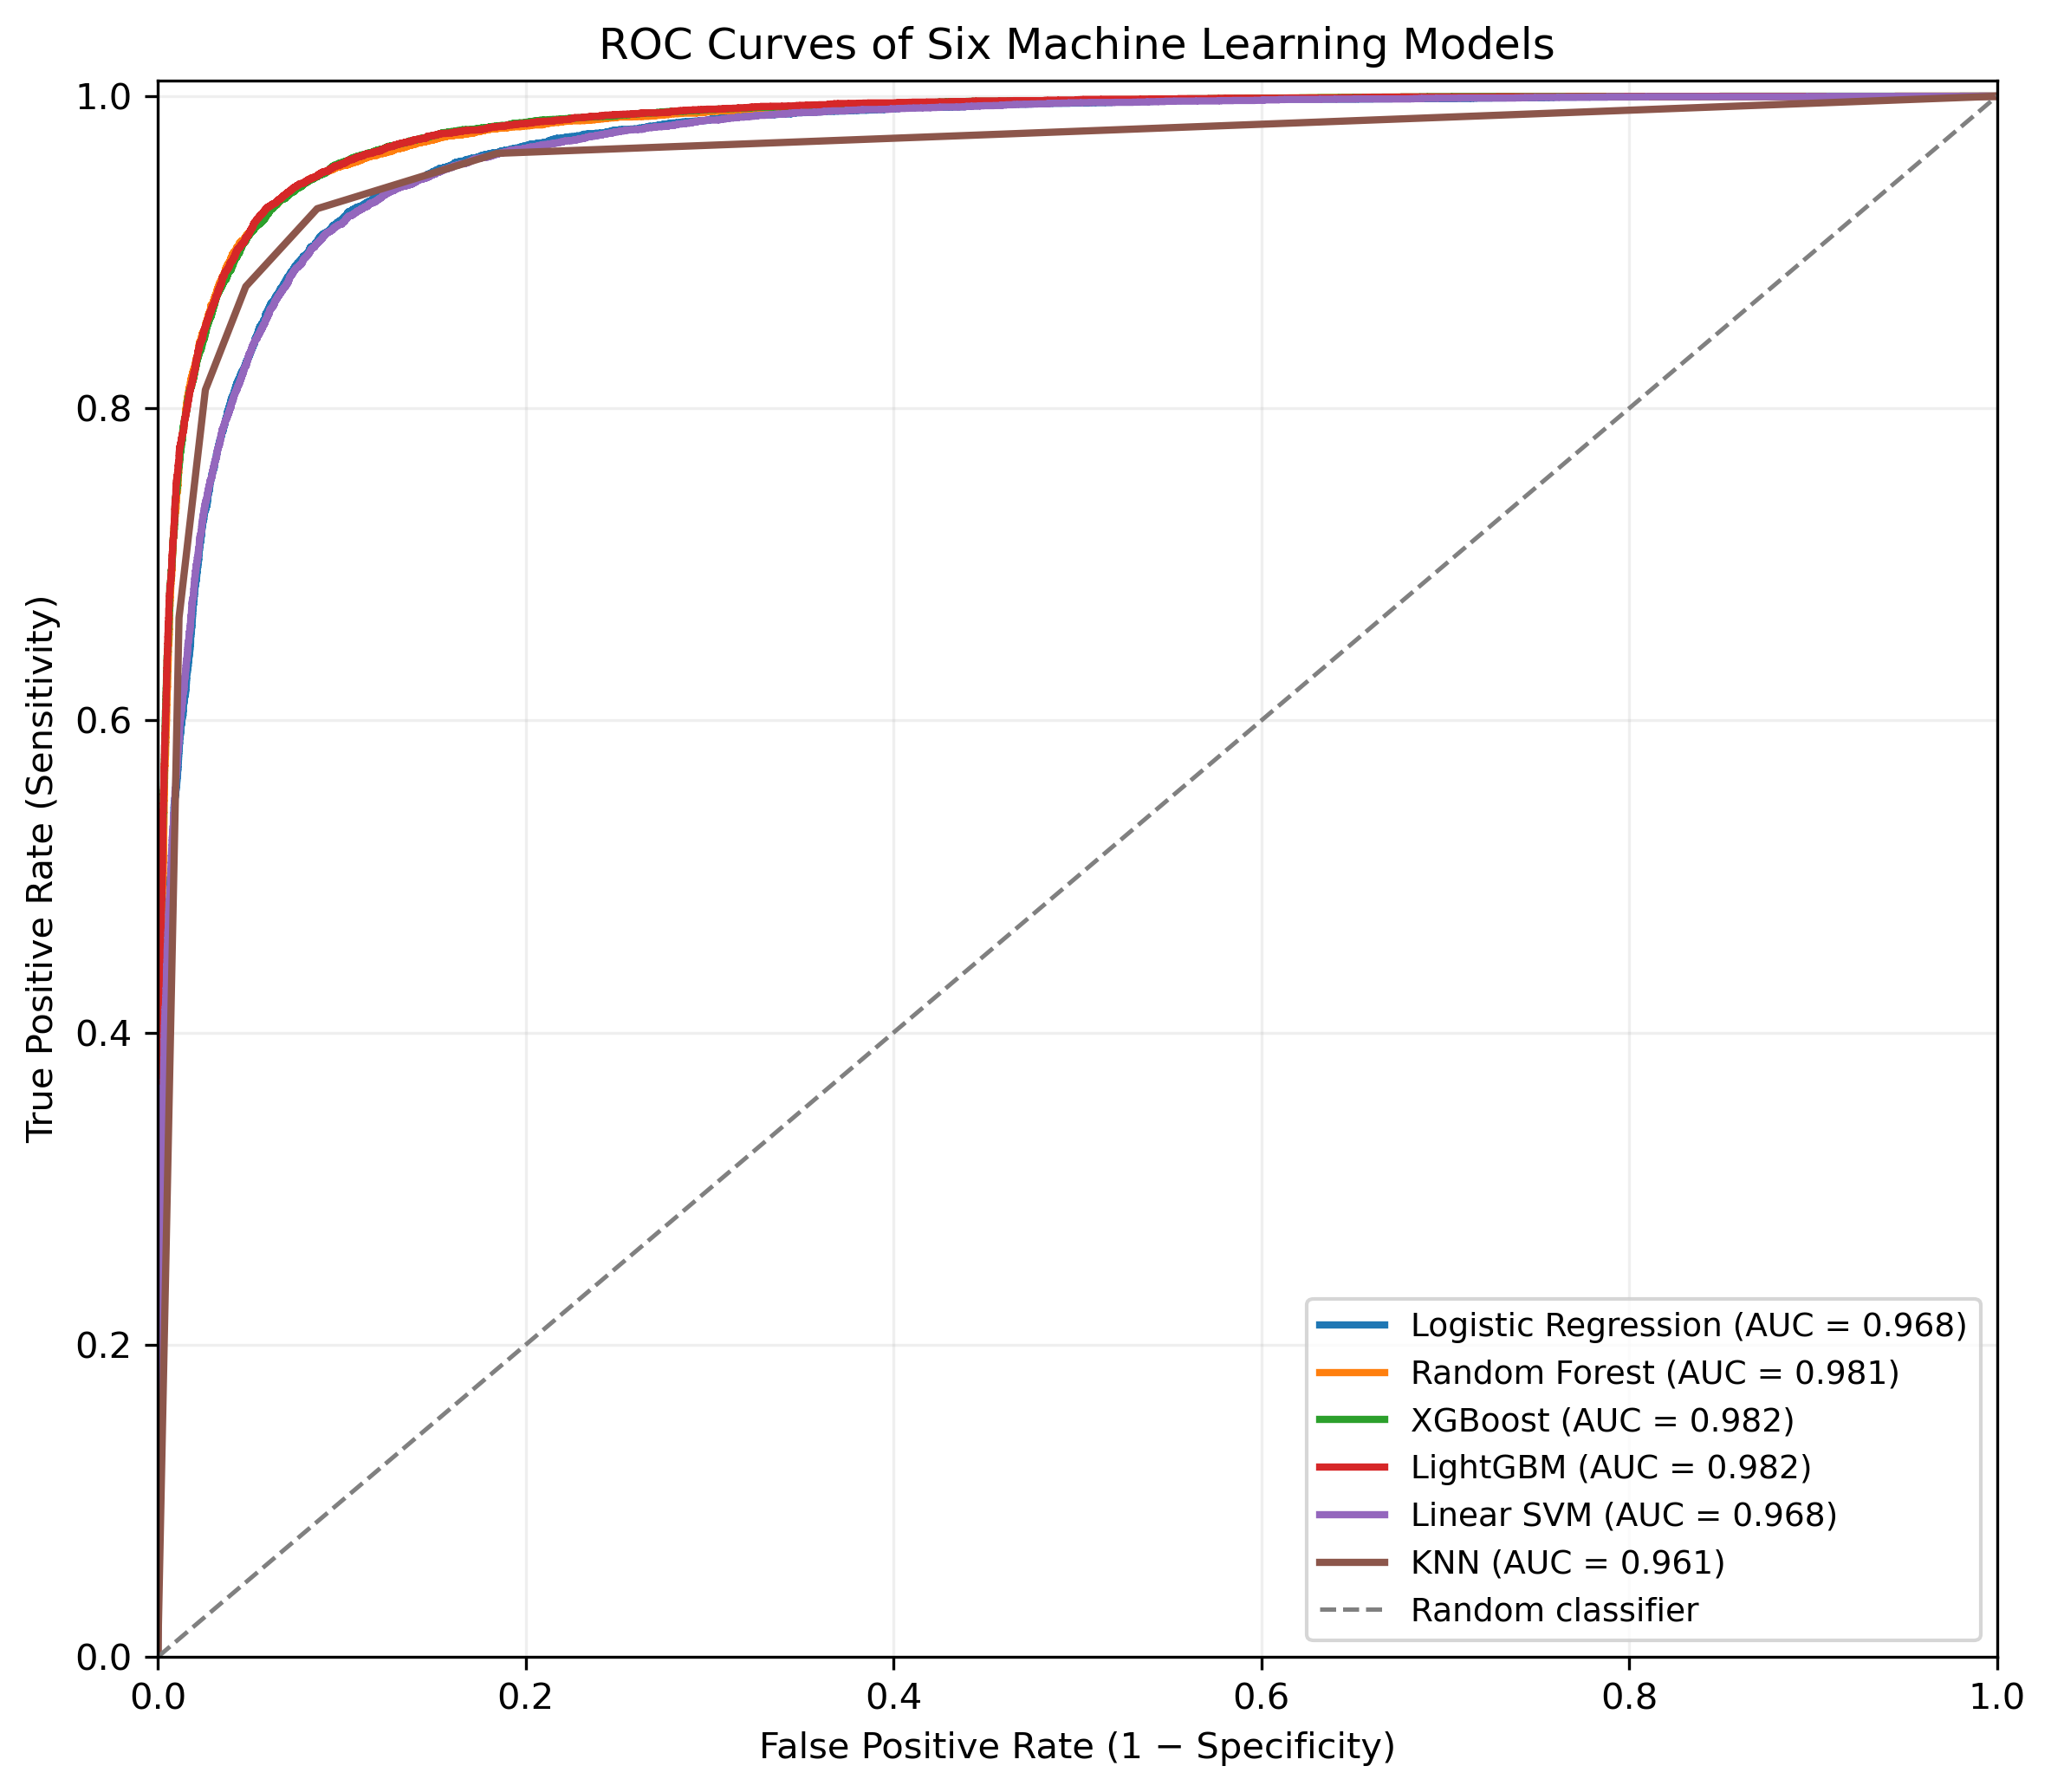 ROC Curves of Six Machine Learning Models
1.0
0.8
0.6
0.4
0.2
0.0
True Positive Rate (Sensitivity)
Logistic Regression (AUC = 0.968)
Random Forest (AUC = 0.981)
XGBoost (AUC = 0.982)
LightGBM (AUC = 0.982)
Linear SVM (AUC = 0.968)
KNN (AUC = 0.961)
Random classifier
0.0 0.2 0.4 0.6 0.8 1.0
False Positive Rate (1 − Specificity)